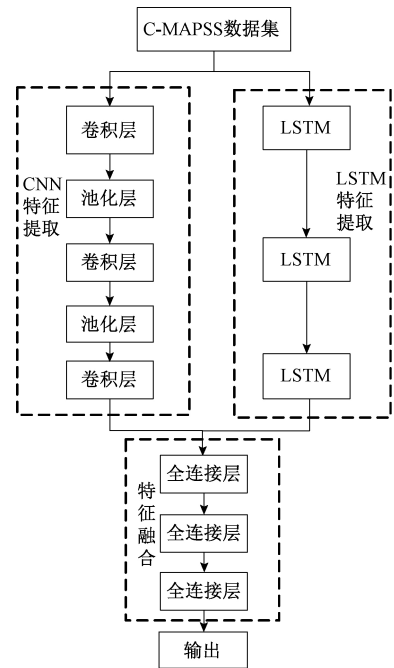 C-MAPSS数据集
CNN
特征
提取
卷积层
池化层
卷积层
池化层
卷积层
LSTM
LSTM
LSTM
LSTM
特征
提取
特
征
融
合
全连接层
全连接层
全连接层
输出